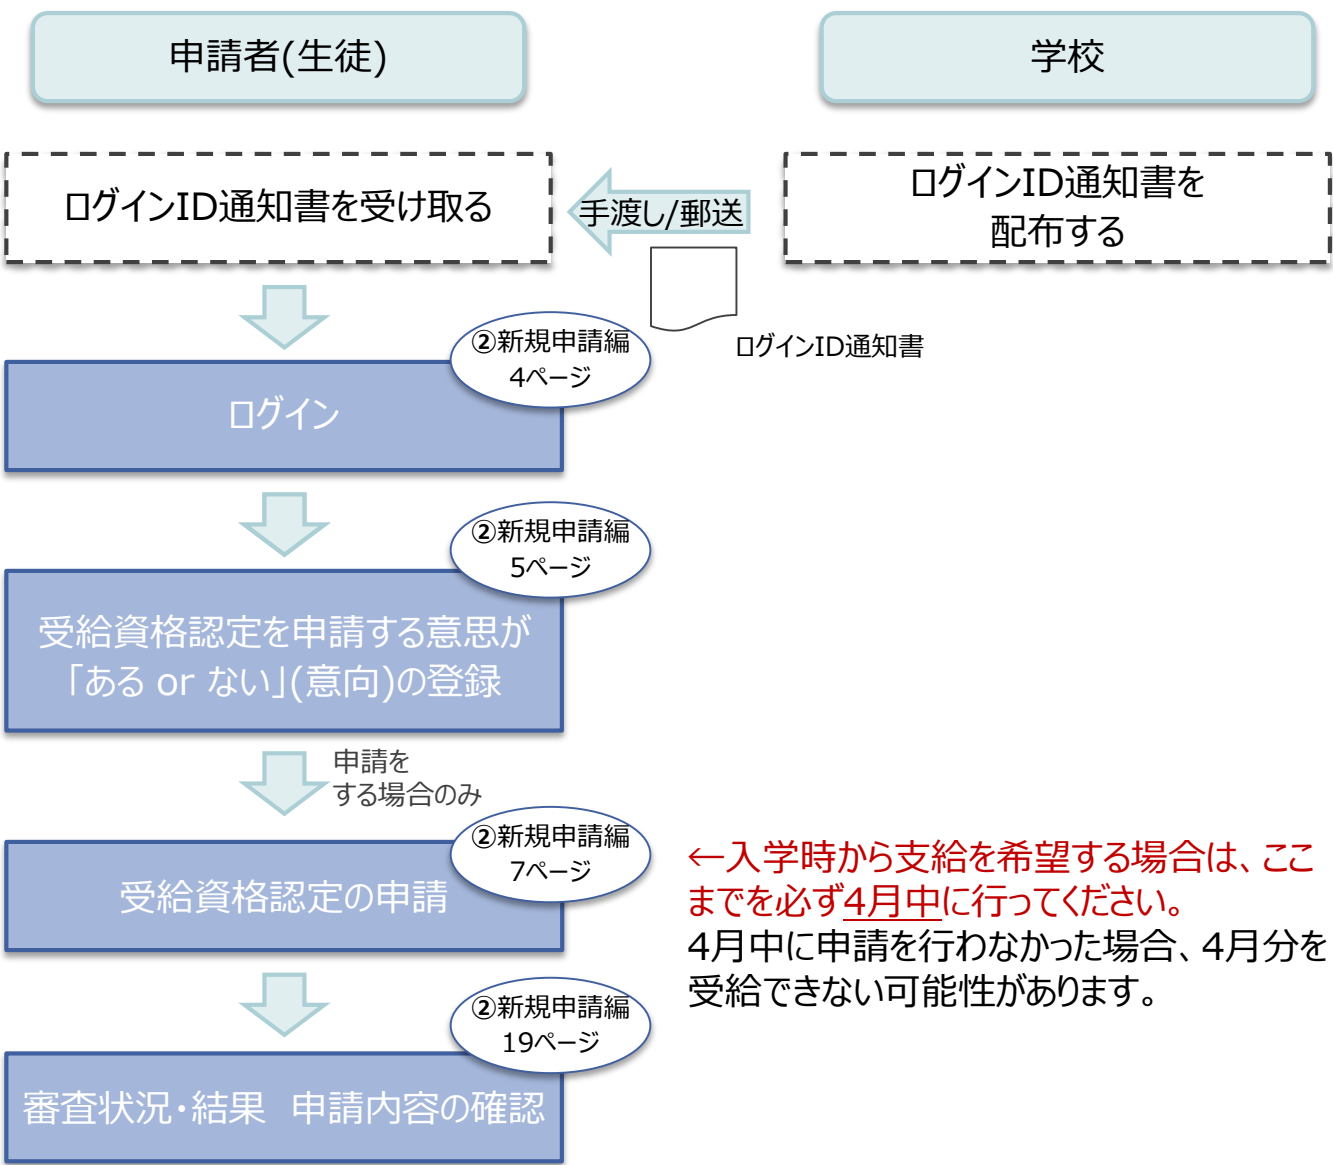 申請者(生徒)
学校
ログインID通知書を受け取る
手渡し/郵送
ログインID通知書を
配布する
ログインID通知書
②新規申請編
4ページ
ログイン
②新規申請編
5ページ
受給資格認定を申請する意思が
「ある or ない」(意向)の登録
申請を
する場合のみ
②新規申請編
7ページ
受給資格認定の申請
←入学時から支給を希望する場合は、ここ
までを必ず4月中に行ってください。
4月中に申請を行わなかった場合、4月分を
受給できない可能性があります。
②新規申請編
19ページ
審査状況・結果　申請内容の確認